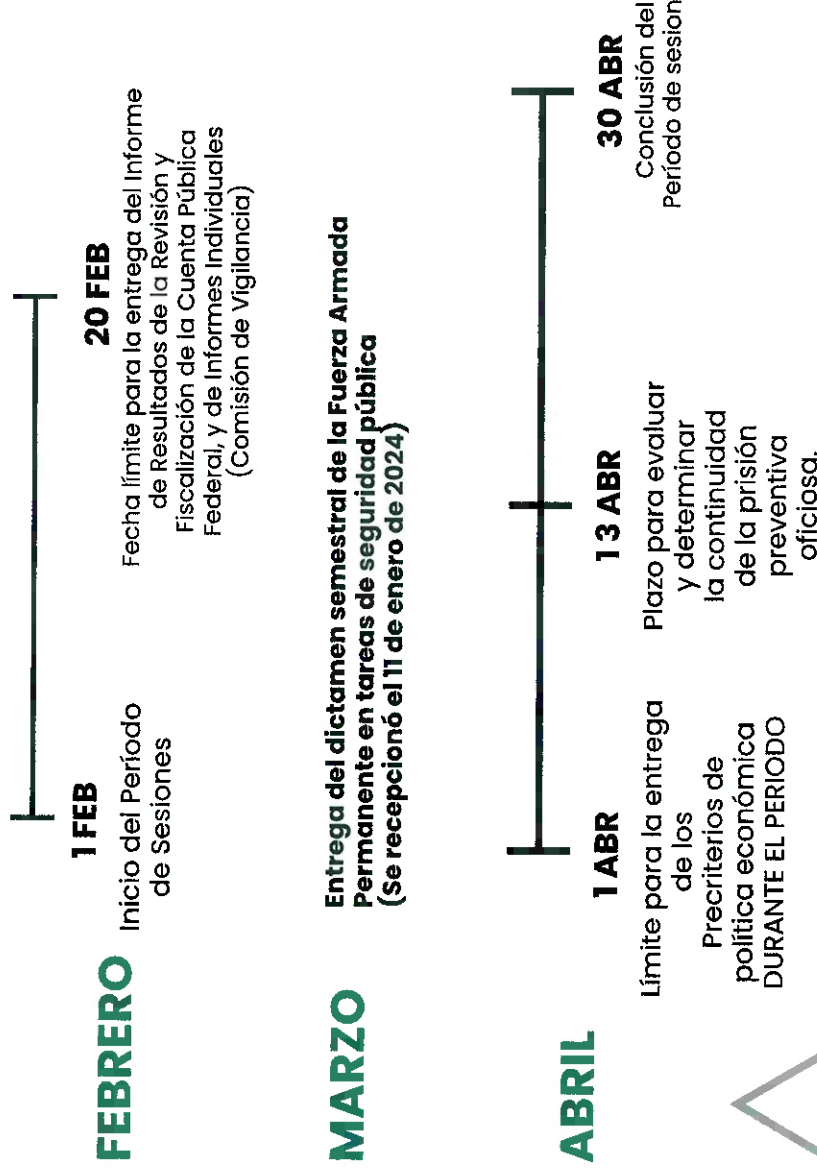 FEBRERO
1 FEB
Inicio del Período
de Sesiones
20 FEB
Fecha límite para la entrega del Informe
de Resultados de la Revisión y
Fiscalización de la Cuenta Pública
Federal, y de Informes Individuales
(Comisión de Vigilancia)
MARZO
Entrega del dictamen semestral de la Fuerza Armada
Permanente en tareas de seguridad pública
(Se recepcionó el 11 de enero de 2024)
ABRIL
1 ABR
Límite para la entrega
de los
Precriterios de
política económica
DURANTE EL PERIODO
13 ABR
Plazo para evaluar
y determinar
la continuidad
de la prisión
preventiva
oficiosa.
30 ABR
Conclusión del
Período de sesion